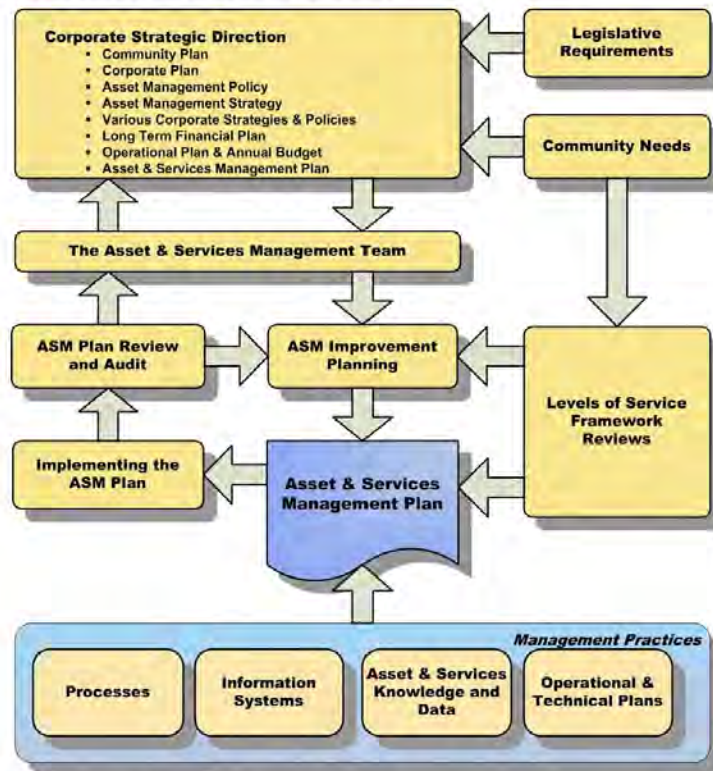 Corporate Strategic Direction
▪ Community Plan
▪ Corporate Plan
▪ Asset Management Policy
▪ Asset Management Strategy
▪ Various Corporate Strategies & Policies
▪ Long Term Financial Plan
▪ Operational Plan & Annual Budget
▪ Asset & Services Management Plan
Legislative
Requirements
Community Needs
The Asset & Services Management Team
ASM Plan Review
and Audit
ASM Improvement
Planning
Levels of Service
Framework
Reviews
Implementing the
ASM Plan
Asset & Services
Management Plan
Management Practices
Processes
Information
Systems
Asset & Services
Knowledge and
Data
Operational &
Technical Plans